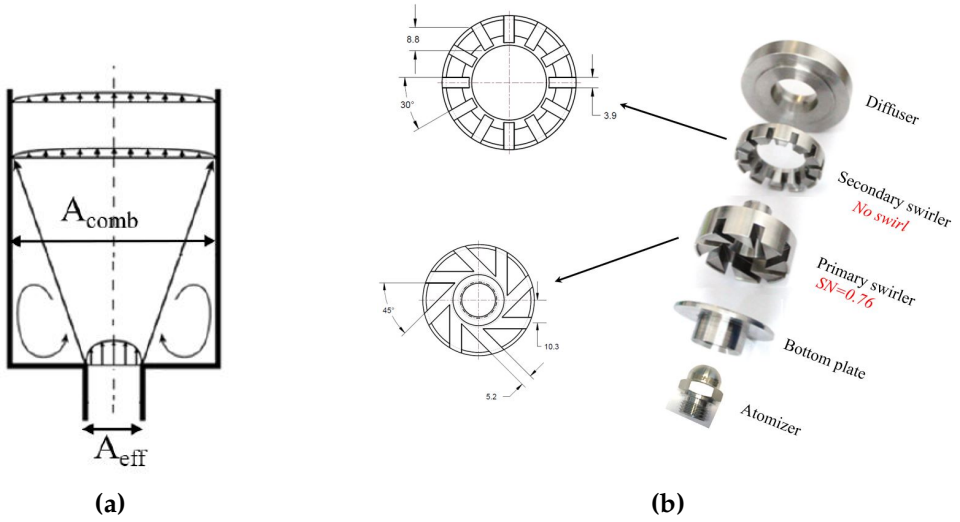 A_comb
A_eff
(a)
8.8
30°
3.9
45°
10.3
5.2
Diffuser
Secondary swirler
No swirl
Primary swirler
SN=0.76
Bottom plate
Atomizer
(b)